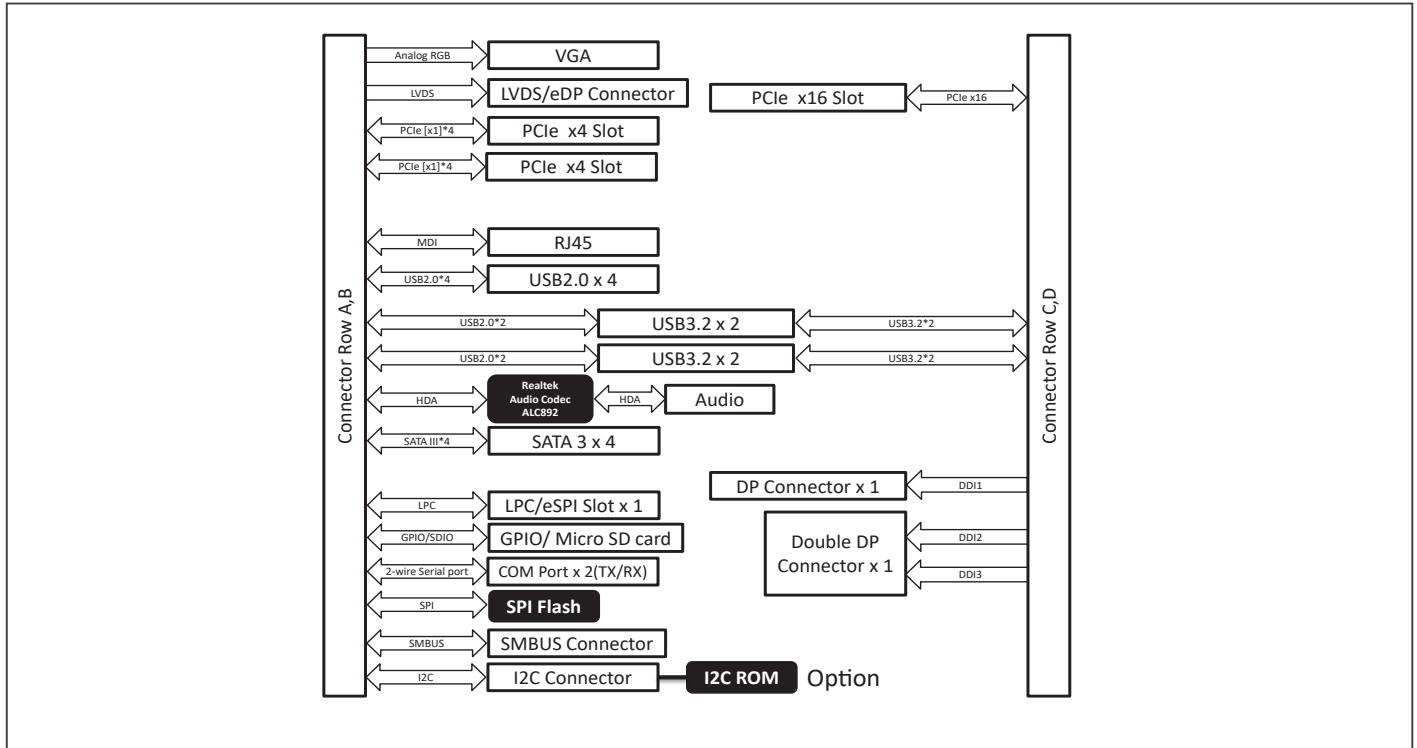 Analog RGB
VGA
LVDS
LVDS/eDP Connector
PCIe x16 Slot
PCIe x16
PCIe [x1]*4
PCIe x4 Slot
PCIe [x1]*4
PCIe x4 Slot
MDI
RJ45
USB2.0*4
USB2.0 x 4
Connector Row A,B
Connector Row C,D
USB2.0*2
USB3.2 x 2
USB3.2*2
USB2.0*2
USB3.2 x 2
USB3.2*2
HDA
Realtek
Audio Codec
ALC892
HDA
Audio
SATA III*4
SATA 3 x 4
DP Connector x 1
DDI1
LPC
LPC/eSPI Slot x 1
GPIO/SDIO
GPIO/ Micro SD card
Double DP
Connector x 1
DDI2
DDI3
2-wire Serial port
COM Port x 2(TX/RX)
SPI
SPI Flash
SMBUS
SMBUS Connector
I2C
I2C Connector
I2C ROM
Option